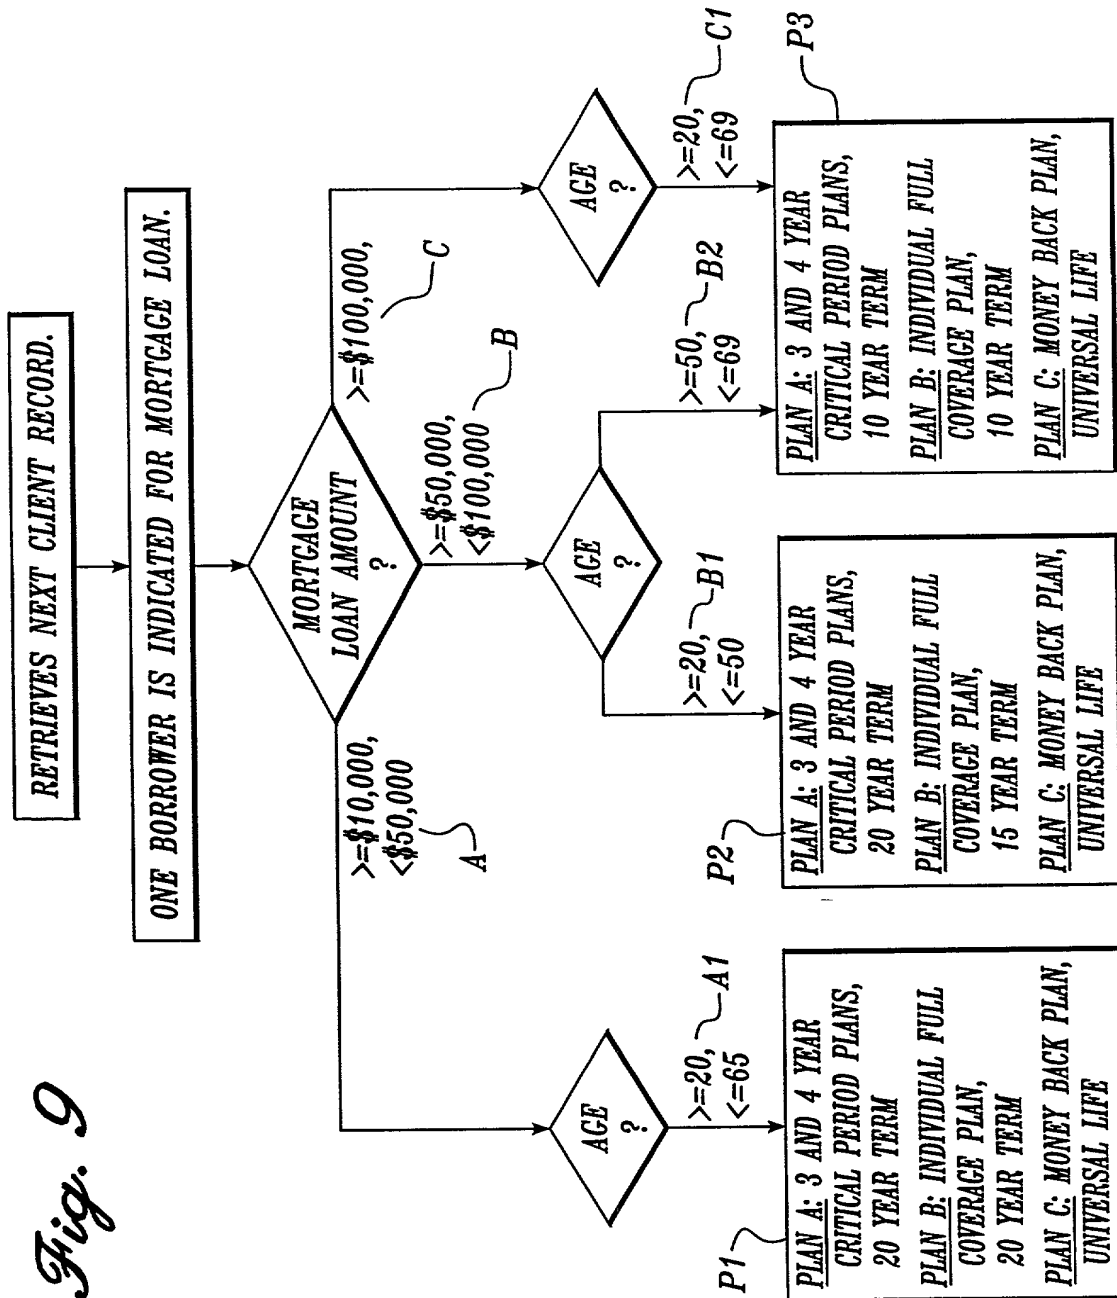 Fig. 9
RETRIEVES NEXT CLIENT RECORD.
ONE BORROWER IS INDICATED FOR MORTGAGE LOAN.
MORTGAGE
LOAN AMOUNT
?
>=$10,000,
<$50,000
A
>=$50,000,
<$100,000
B
>=$100,000,
C
AGE
?
>=20,
<=65
A1
AGE
?
>=20,
<=50
B1
>=50,
<=69
B2
AGE
?
>=20,
<=69
C1
P1
PLAN A: 3 AND 4 YEAR
CRITICAL PERIOD PLANS,
20 YEAR TERM
PLAN B: INDIVIDUAL FULL
COVERAGE PLAN,
20 YEAR TERM
PLAN C: MONEY BACK PLAN,
UNIVERSAL LIFE
P2
PLAN A: 3 AND 4 YEAR
CRITICAL PERIOD PLANS,
20 YEAR TERM
PLAN B: INDIVIDUAL FULL
COVERAGE PLAN,
15 YEAR TERM
PLAN C: MONEY BACK PLAN,
UNIVERSAL LIFE
P3
PLAN A: 3 AND 4 YEAR
CRITICAL PERIOD PLANS,
10 YEAR TERM
PLAN B: INDIVIDUAL FULL
COVERAGE PLAN,
10 YEAR TERM
PLAN C: MONEY BACK PLAN,
UNIVERSAL LIFE